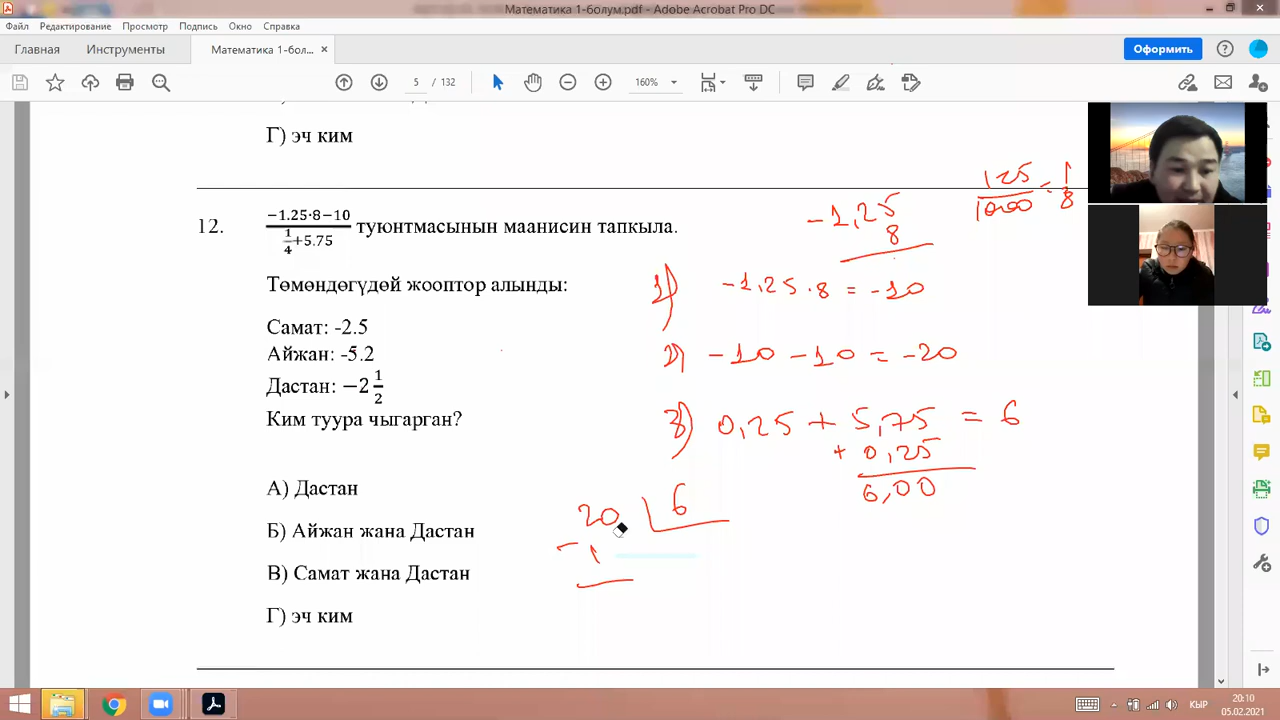 Математика 1-болум.pdf - Adobe Acrobat Pro DC
Файл Редактирование Просмотр Подпись Окно Справка
Главная Инструменты Математика 1-бол... × Оформить
5 / 132 160%
Г) эч ким
12. (−1.25·8−10)/(1/4+5.75) туюнтмасынын маанисин тапкыла.
Төмөндөгүдөй жооптор алынды:
Самат: -2.5
Айжан: -5.2
Дастан: −2 1/2
Ким туура чыгарган?
А) Дастан
Б) Айжан жана Дастан
В) Самат жана Дастан
Г) эч ким
125/1000 = 1/8
-1,25
8
1) -1,25·8 = -10
2) -10 -10 = -20
3) 0,25 + 5,75 = 6
+ 0,25
6,00
20 6
- 1
КЫР 20:10
05.02.2021